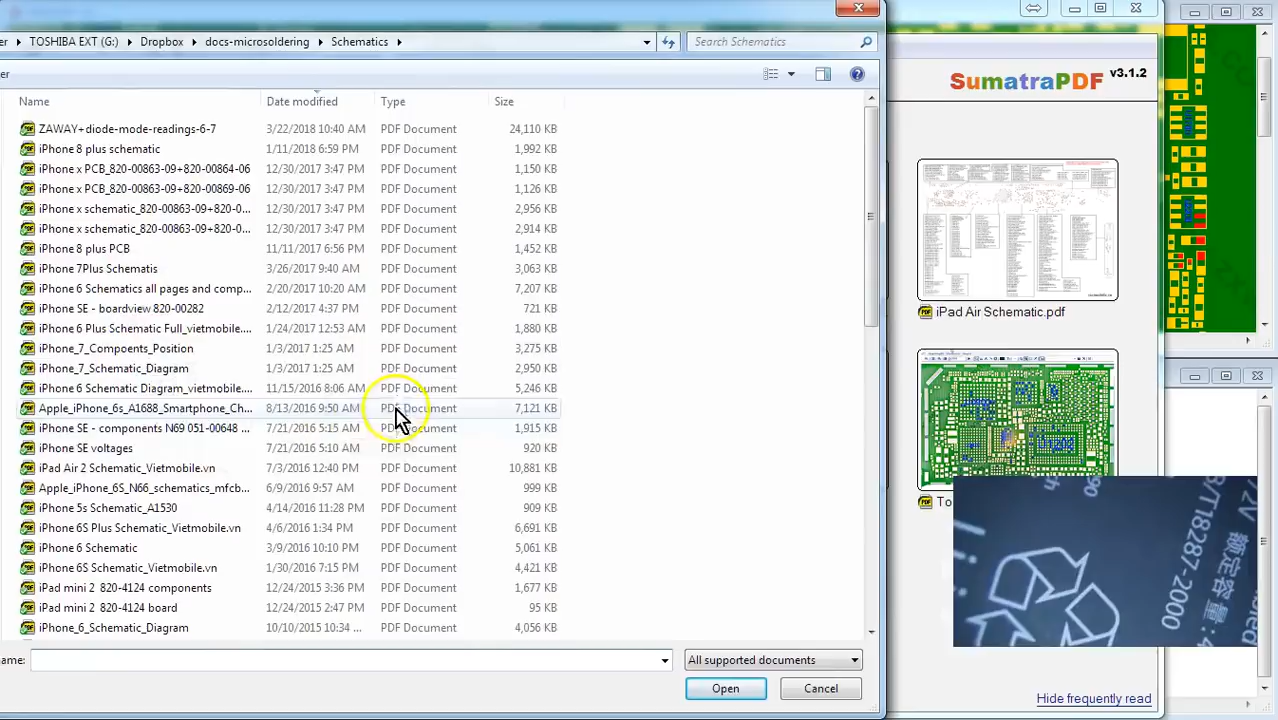 er
TOSHIBA EXT (G:)
Dropbox
docs-microsoldering
Schematics
Search Schematics
er
Name
Date modified
Type
Size
ZAWAY+diode-mode-readings-6-7 3/22/2018 10:40 AM PDF Document 24,110 KB
iPhone 8 plus schematic 1/11/2018 6:59 PM PDF Document 1,992 KB
iPhone x PCB_820-00863-09+820-00864-06 12/30/2017 3:47 PM PDF Document 1,150 KB
iPhone x PCB_820-00863-09+820-00869-06 12/30/2017 3:47 PM PDF Document 1,126 KB
iPhone x schematic_820-00863-09+820-0... 12/30/2017 3:47 PM PDF Document 2,956 KB
iPhone x schematic_820-00863-09+820-0... 12/30/2017 3:47 PM PDF Document 2,914 KB
iPhone 8 plus PCB 11/11/2017 6:58 PM PDF Document 1,452 KB
iPhone 7Plus Schematis 3/26/2017 9:40 AM PDF Document 3,063 KB
iPhone 6 Schematics all pages and comp... 2/20/2017 10:28 AM PDF Document 7,207 KB
iPhone SE - boardview 820-00282 2/12/2017 4:37 PM PDF Document 721 KB
iPhone 6 Plus Schematic Full_vietmobile.... 1/24/2017 12:53 AM PDF Document 1,880 KB
iPhone_7_Compoents_Position 1/3/2017 1:25 AM PDF Document 3,275 KB
iPhone_7_Schematic_Diagram 1/3/2017 1:25 AM PDF Document 2,950 KB
iPhone 6 Schematic Diagram_vietmobile.... 6:06 AM PDF Document 5,246 KB
Apple_iPhone_6s_A1688_Smartphone_Ch... 8/13/2016 9:50 AM PDF Document 7,121 KB
iPhone SE - components N69 051-00648 ... 7/21/2016 5:15 AM PDF Document 1,915 KB
iPhone SE voltages 7/21/2016 5:10 AM PDF Document 920 KB
iPad Air 2 Schematic_Vietmobile.vn 7/3/2016 12:40 PM PDF Document 10,881 KB
Apple_iPhone_6S_N66_schematics_mf.b... 6/9/2016 9:57 AM PDF Document 999 KB
iPhone 5s Schematic_A1530 4/14/2016 11:28 PM PDF Document 909 KB
iPhone 6S Plus Schematic_Vietmobile.vn 4/6/2016 1:34 PM PDF Document 6,691 KB
iPhone 6 Schematic 3/9/2016 10:10 PM PDF Document 5,061 KB
iPhone 6S Schematic_Vietmobile.vn 1/30/2016 7:15 PM PDF Document 4,421 KB
iPad mini 2 820-4124 components 12/24/2015 3:36 PM PDF Document 1,677 KB
iPad mini 2 820-4124 board 12/24/2015 2:47 PM PDF Document 95 KB
iPhone_6_Schematic_Diagram 10/10/2015 10:34 ... PDF Document 4,056 KB
name:
All supported documents
Open
Cancel
SumatraPDF v3.1.2
iPad Air Schematic.pdf
To
B/T18287-2000
额定容量:4
Hide frequently read